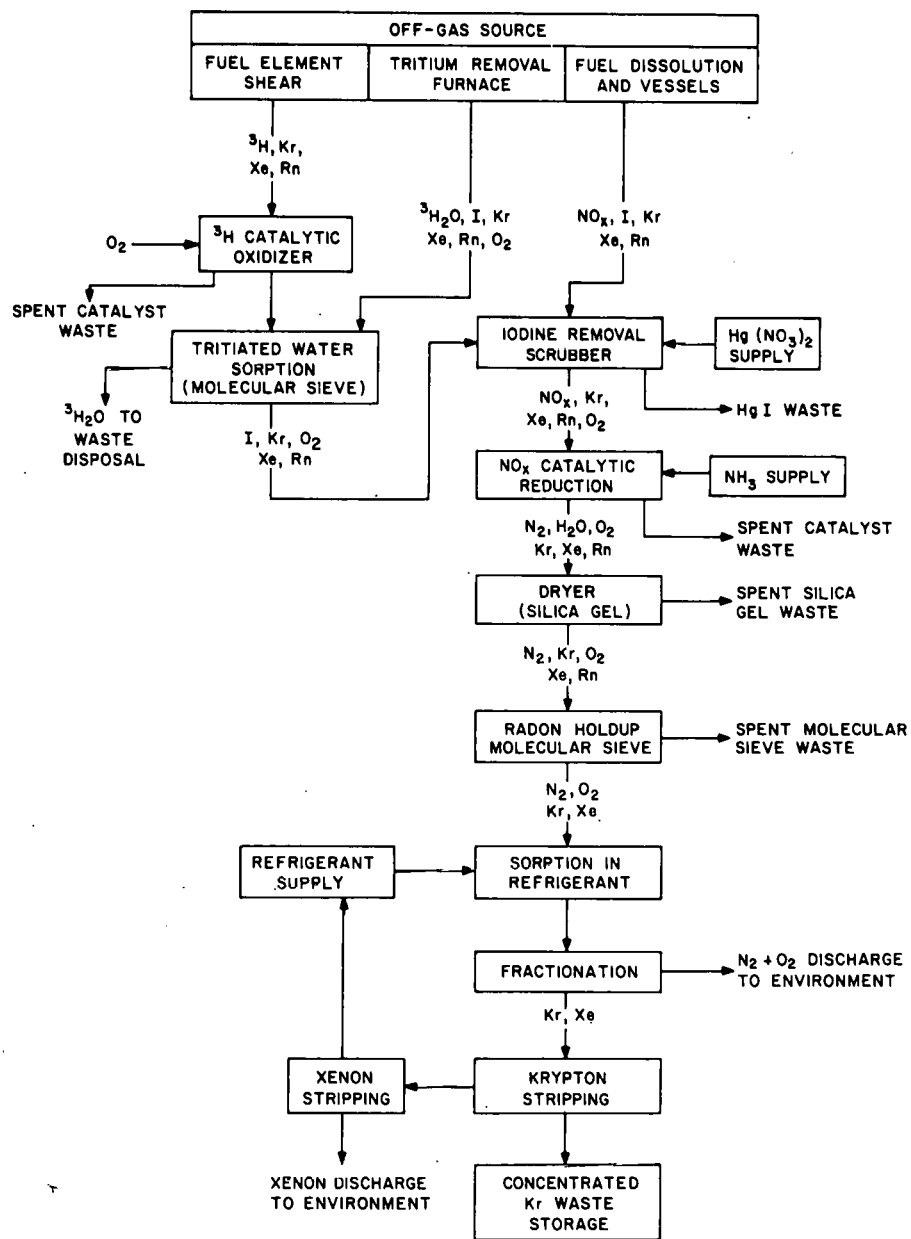 OFF-GAS SOURCE
FUEL ELEMENT
SHEAR
TRITIUM REMOVAL
FURNACE
FUEL DISSOLUTION
AND VESSELS
³H, Kr,
Xe, Rn
³H₂O, I, Kr
Xe, Rn, O₂
NOₓ, I, Kr
Xe, Rn
O₂
³H CATALYTIC
OXIDIZER
SPENT CATALYST
WASTE
TRITIATED WATER
SORPTION
(MOLECULAR SIEVE)
IODINE REMOVAL
SCRUBBER
Hg (NO₃)₂
SUPPLY
³H₂O TO
WASTE
DISPOSAL
I, Kr, O₂
Xe, Rn
NOₓ, Kr,
Xe, Rn, O₂
Hg I WASTE
NOₓ CATALYTIC
REDUCTION
NH₃ SUPPLY
N₂, H₂O, O₂
Kr, Xe, Rn
SPENT CATALYST
WASTE
DRYER
(SILICA GEL)
SPENT SILICA
GEL WASTE
N₂, Kr, O₂
Xe, Rn
RADON HOLDUP
MOLECULAR SIEVE
SPENT MOLECULAR
SIEVE WASTE
N₂, O₂
Kr, Xe
REFRIGERANT
SUPPLY
SORPTION IN
REFRIGERANT
FRACTIONATION
N₂ + O₂ DISCHARGE
TO ENVIRONMENT
Kr, Xe
XENON
STRIPPING
KRYPTON
STRIPPING
XENON DISCHARGE
TO ENVIRONMENT
CONCENTRATED
Kr WASTE
STORAGE